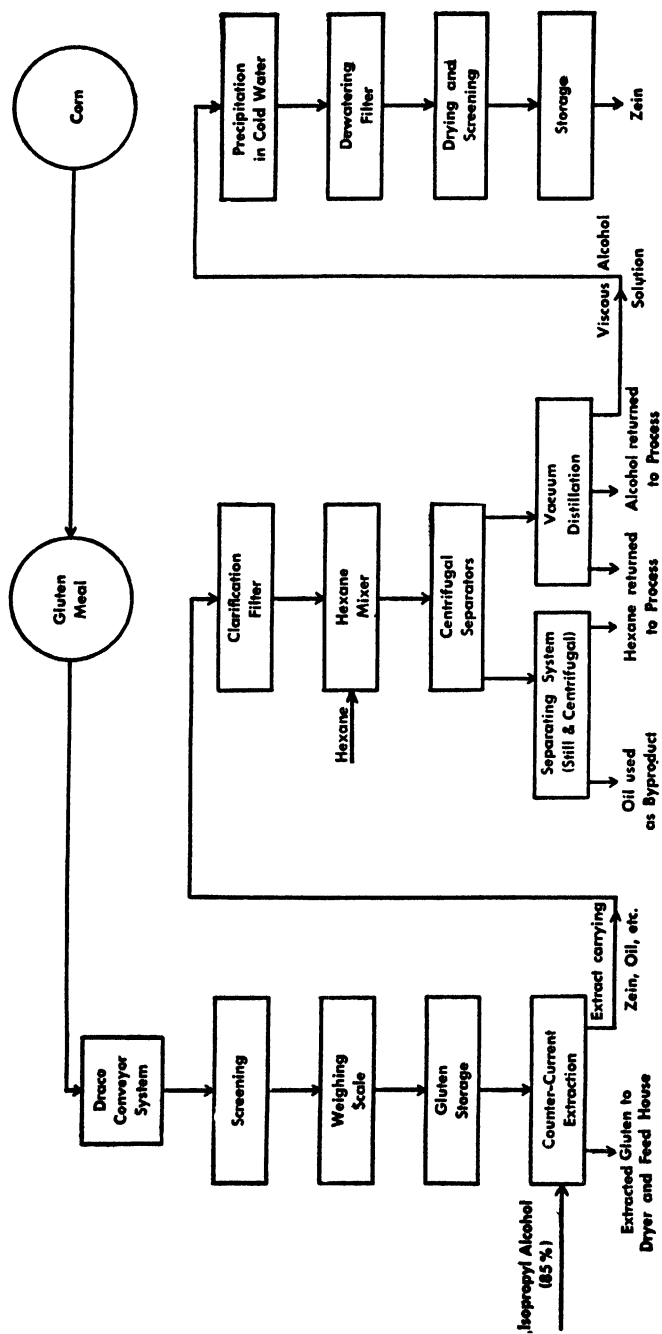 Corn
Gluten
Meal
Draco
Conveyor
System
Screening
Weighing
Scale
Gluten
Storage
,Isopropyl Alcohol
(85%)
Counter-Current
Extraction
Extracted Gluten to
Dryer and Feed House
Extract carrying
Zein, Oil, etc.
Clarification
Filter
Hexane
Hexane
Mixer
Centrifugal
Separators
Separating System
(Still & Centrifugal)
Oil used
as Byproduct
Hexane returned
to Process
Vacuum
Distillation
Alcohol returned
to Process
Viscous Alcohol
Solution
Precipitation
in Cold Water
Dewatering
Filter
Drying and
Screening
Storage
Zein